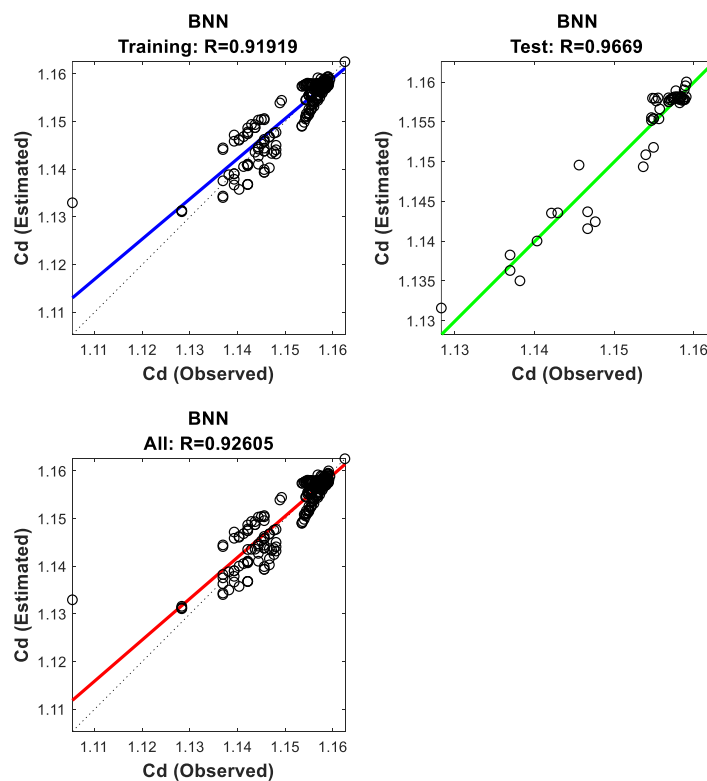 BNN
Training: R=0.91919
1.16
1.15
1.14
1.13
1.12
1.11
Cd (Estimated)
1.11 1.12 1.13 1.14 1.15 1.16
Cd (Observed)
BNN
Test: R=0.9669
1.16
1.155
1.15
1.145
1.14
1.135
1.13
Cd (Estimated)
1.13 1.14 1.15 1.16
Cd (Observed)
BNN
All: R=0.92605
1.16
1.15
1.14
1.13
1.12
1.11
Cd (Estimated)
1.11 1.12 1.13 1.14 1.15 1.16
Cd (Observed)